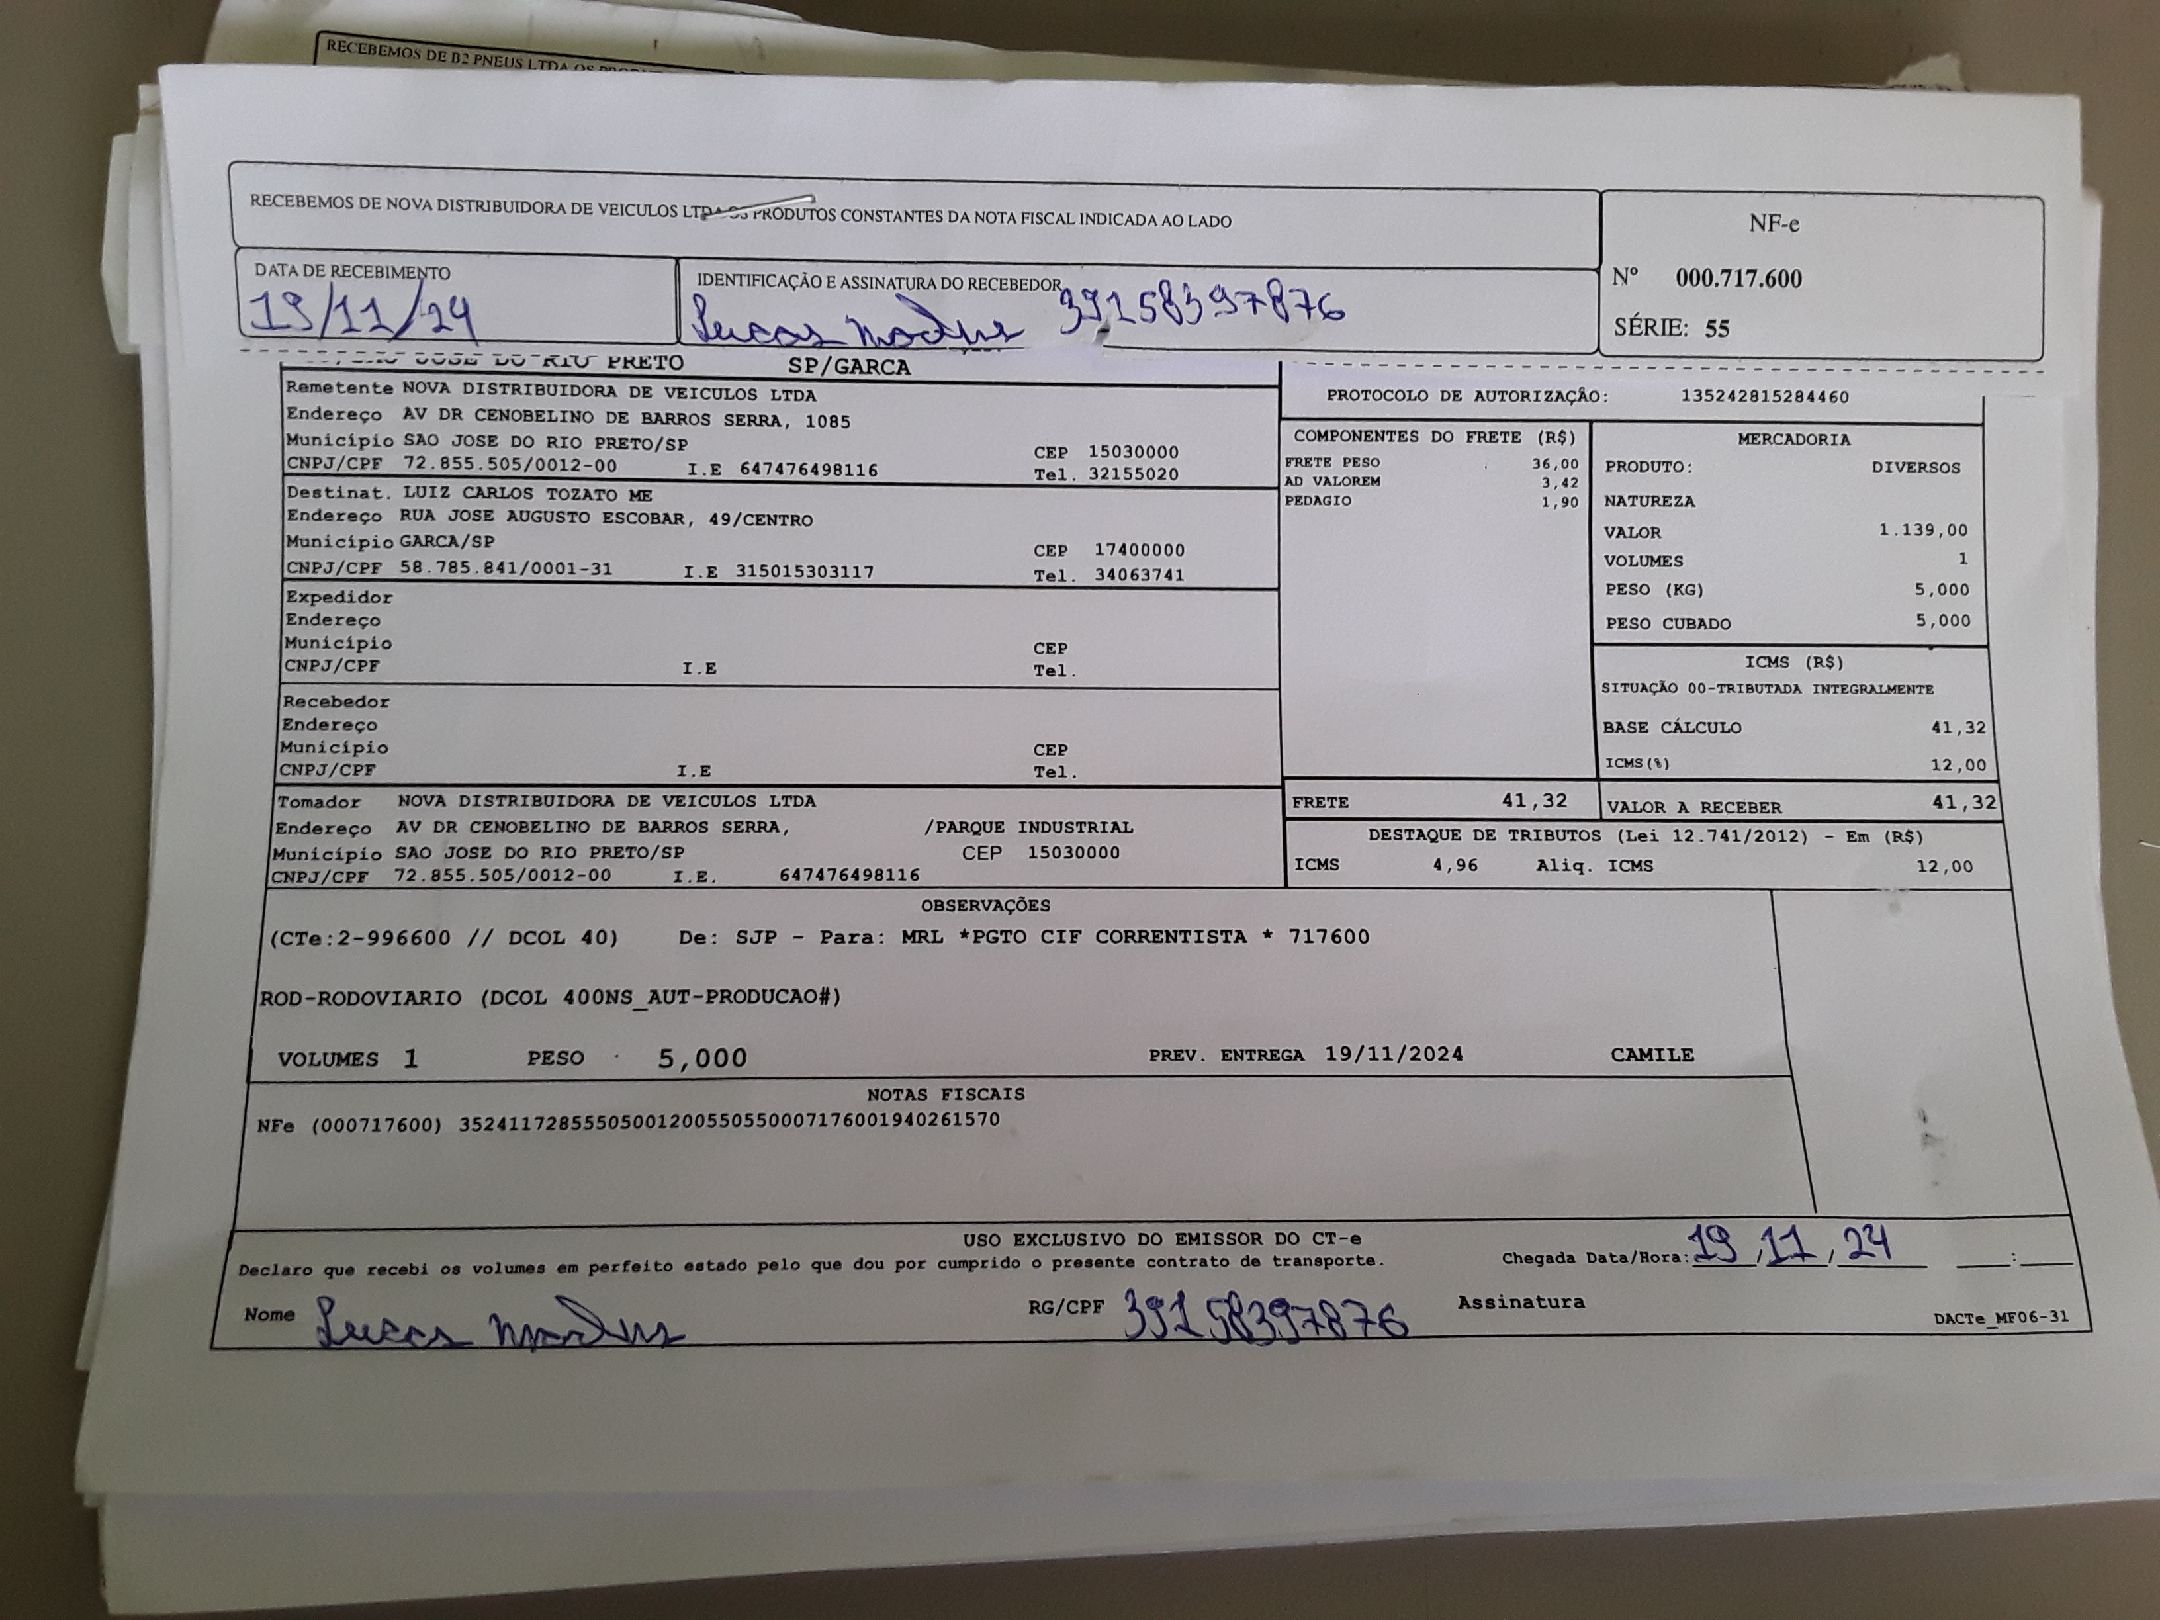 RECEBEMOS DE B2 PNEUS LTDA OS
RECEBEMOS DE NOVA DISTRIBUIDORA DE VEICULOS LTDA OS PRODUTOS CONSTANTES DA NOTA FISCAL INDICADA AO LADO
NF-e
Nº 000.717.600
SÉRIE: 55
DATA DE RECEBIMENTO
19/11/24
IDENTIFICAÇÃO E ASSINATURA DO RECEBEDOR
Lucas 39158397876
JOSE DO RIO PRETO SP/GARCA
Remetente NOVA DISTRIBUIDORA DE VEICULOS LTDA
Endereço AV DR CENOBELINO DE BARROS SERRA, 1085
Município SAO JOSE DO RIO PRETO/SP CEP 15030000
CNPJ/CPF 72.855.505/0012-00 I.E 647476498116 Tel. 32155020
Destinat. LUIZ CARLOS TOZATO ME
Endereço RUA JOSE AUGUSTO ESCOBAR, 49/CENTRO
Município GARCA/SP CEP 17400000
CNPJ/CPF 58.785.841/0001-31 I.E 315015303117 Tel. 34063741
Expedidor
Endereço
Município CEP
CNPJ/CPF I.E Tel.
Recebedor
Endereço
Município CEP
CNPJ/CPF I.E Tel.
Tomador NOVA DISTRIBUIDORA DE VEICULOS LTDA
Endereço AV DR CENOBELINO DE BARROS SERRA, /PARQUE INDUSTRIAL
Município SAO JOSE DO RIO PRETO/SP CEP 15030000
CNPJ/CPF 72.855.505/0012-00 I.E. 647476498116
PROTOCOLO DE AUTORIZAÇÂO: 135242815284460
COMPONENTES DO FRETE (R$)
FRETE PESO 36,00
AD VALOREM 3,42
PEDAGIO 1,90
MERCADORIA
PRODUTO: DIVERSOS
NATUREZA
VALOR 1.139,00
VOLUMES 1
PESO (KG) 5,000
PESO CUBADO 5,000
ICMS (R$)
SITUAÇÃO 00-TRIBUTADA INTEGRALMENTE
BASE CÁLCULO 41,32
ICMS(%) 12,00
FRETE 41,32 VALOR A RECEBER 41,32
DESTAQUE DE TRIBUTOS (Lei 12.741/2012) - Em (R$)
ICMS 4,96 Aliq. ICMS 12,00
OBSERVAÇÕES
(CTe:2-996600 // DCOL 40) De: SJP - Para: MRL *PGTO CIF CORRENTISTA * 717600
ROD-RODOVIARIO (DCOL 400NS_AUT-PRODUCAO#)
VOLUMES 1 PESO 5,000 PREV. ENTREGA 19/11/2024 CAMILE
NOTAS FISCAIS
NFe (000717600) 35241172855505001200550550007176001940261570
USO EXCLUSIVO DO EMISSOR DO CT-e
Declaro que recebi os volumes em perfeito estado pelo que dou por cumprido o presente contrato de transporte.
Chegada Data/Hora: 19,11,24 :
Nome Lucas RG/CPF 39158397876 Assinatura
DACTe_MF06-31